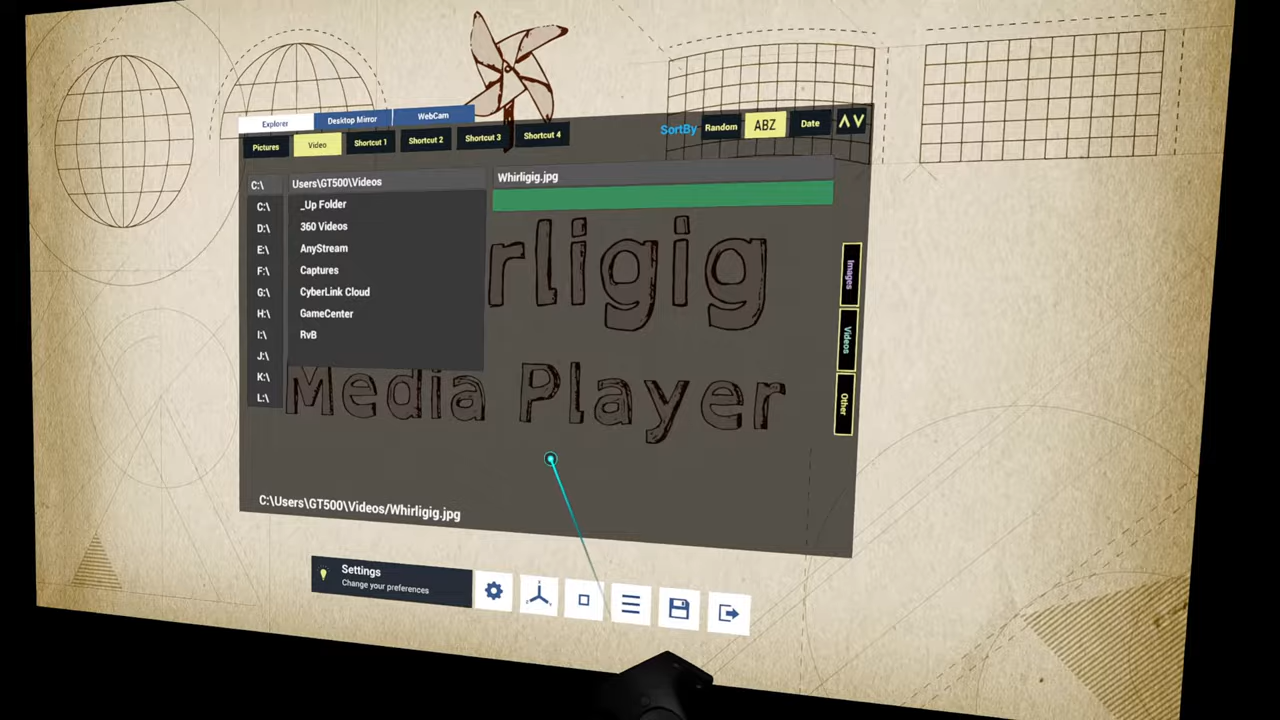 Explorer
Desktop Mirror
WebCam
Pictures
Video
Shortcut 1
Shortcut 2
Shortcut 3
Shortcut 4
SortBy
Random
ABZ
Date
C:\
Users\GT500\Videos
Whirligig.jpg
C:\
_Up Folder
D:\
360 Videos
E:\
AnyStream
F:\
Captures
G:\
CyberLink Cloud
H:\
GameCenter
I:\
RvB
J:\
K:\
L:\
rligig
Media Player
Images
Videos
Other
C:\Users\GT500\Videos/Whirligig.jpg
Settings
Change your preferences